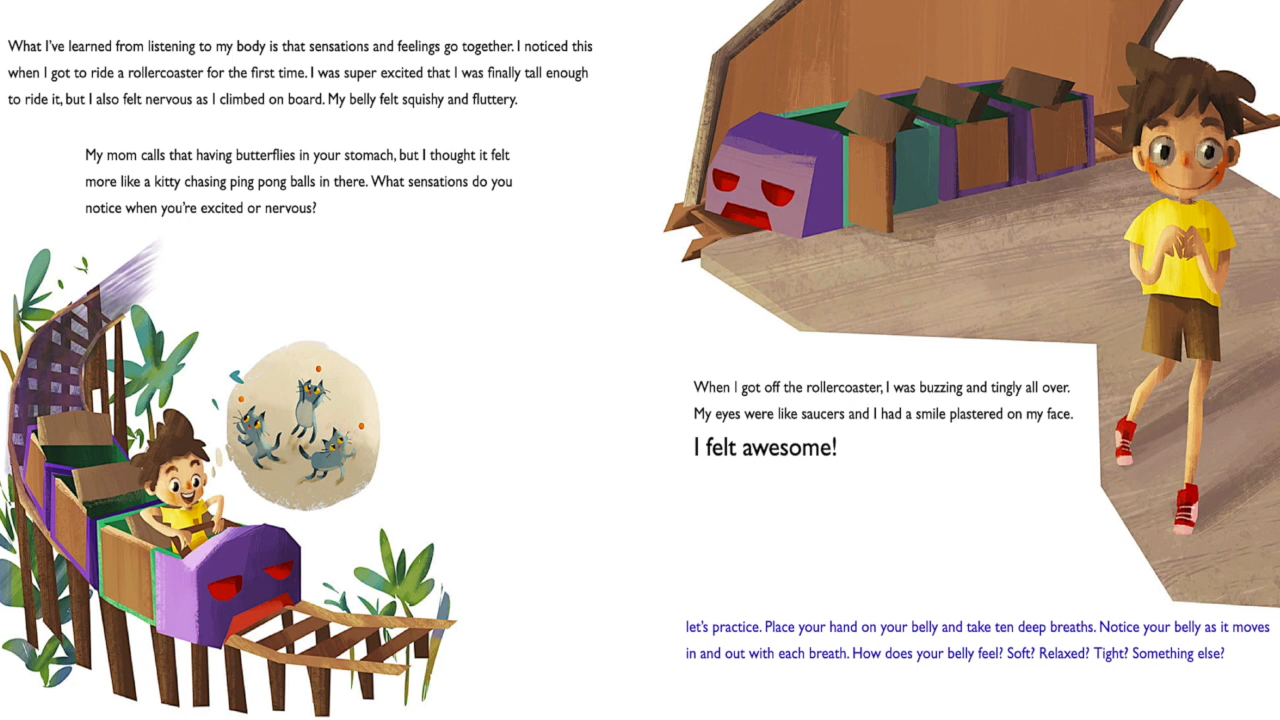 What I've learned from listening to my body is that sensations and feelings go together. I noticed this
when I got to ride a rollercoaster for the first time. I was super excited that I was finally tall enough
to ride it, but I also felt nervous as I climbed on board. My belly felt squishy and fluttery.
My mom calls that having butterflies in your stomach, but I thought it felt
more like a kitty chasing ping pong balls in there. What sensations do you
notice when you're excited or nervous?
When I got off the rollercoaster, I was buzzing and tingly all over.
My eyes were like saucers and I had a smile plastered on my face.
I felt awesome!
let's practice. Place your hand on your belly and take ten deep breaths. Notice your belly as it moves
in and out with each breath. How does your belly feel? Soft? Relaxed? Tight? Something else?